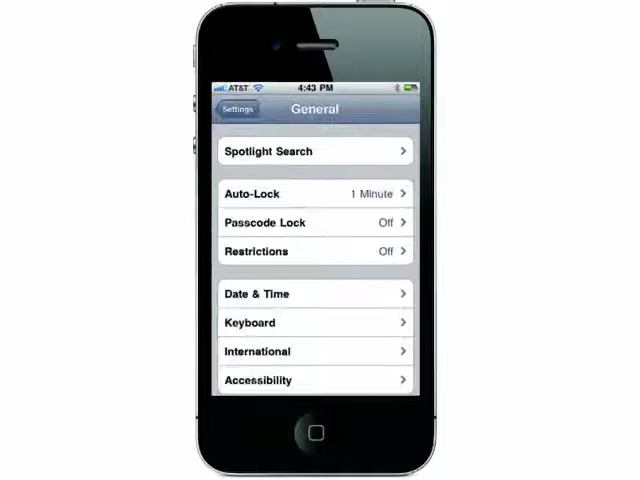 AT&T 4:43 PM
Settings General
Spotlight Search
Auto-Lock 1 Minute
Passcode Lock Off
Restrictions Off
Date & Time
Keyboard
International
Accessibility